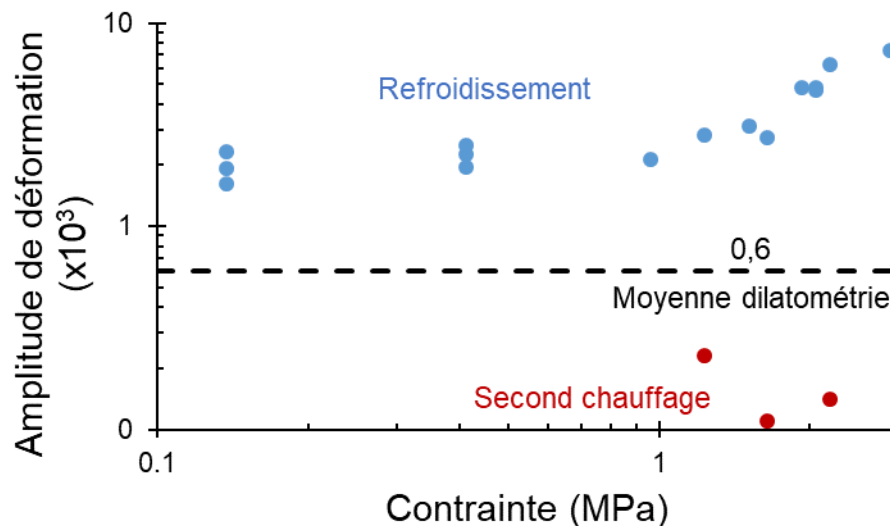 Amplitude de déformation
(x10³)
10
1
0
Refroidissement
0,6
Moyenne dilatométrie
Second chauffage
0.1
1
Contrainte (MPa)